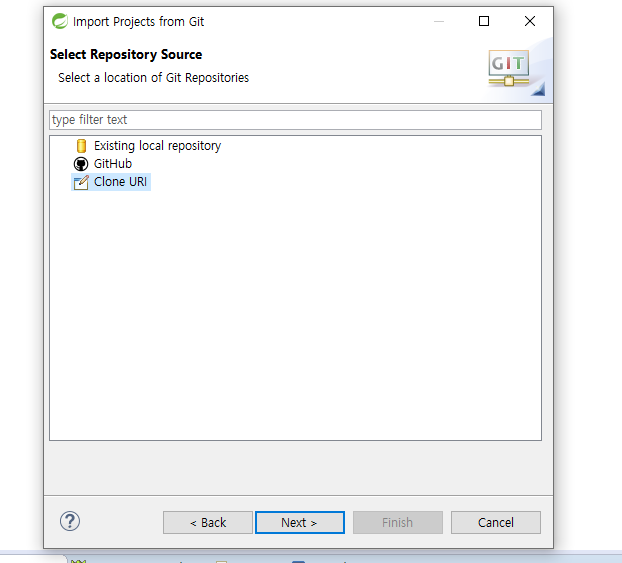 Import Projects from Git
Select Repository Source
Select a location of Git Repositories
GIT
type filter text
Existing local repository
GitHub
Clone URI
?
< Back
Next >
Finish
Cancel